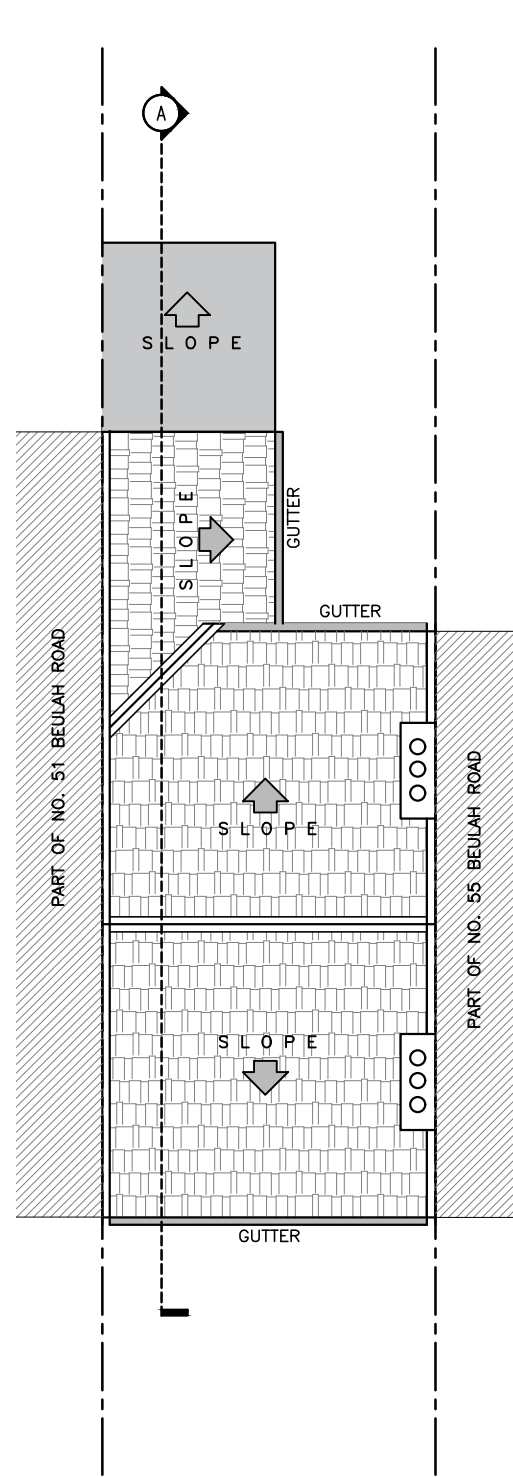 A
SLOPE
SLOPE
GUTTER
GUTTER
PART OF NO. 51 BEULAH ROAD
PART OF NO. 55 BEULAH ROAD
SLOPE
SLOPE
GUTTER